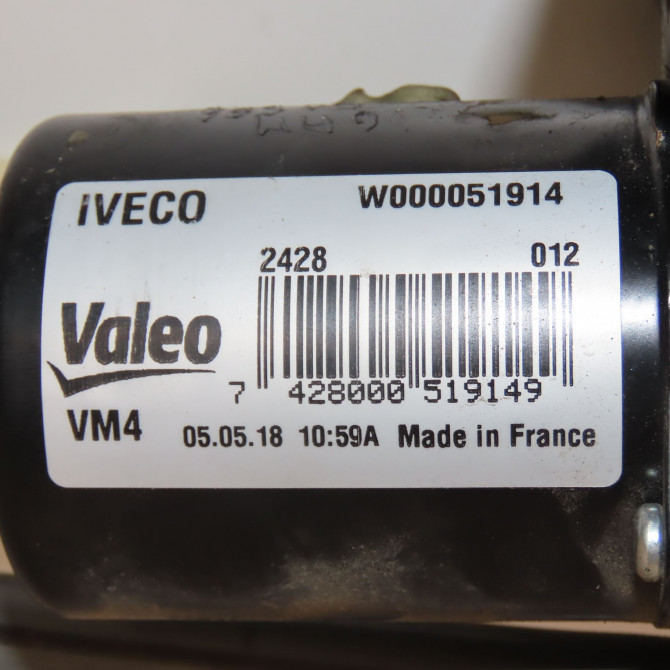 IVECO W000051914
2428 012
Valeo
7 428000 519149
VM4 05.05.18 10:59A Made in France